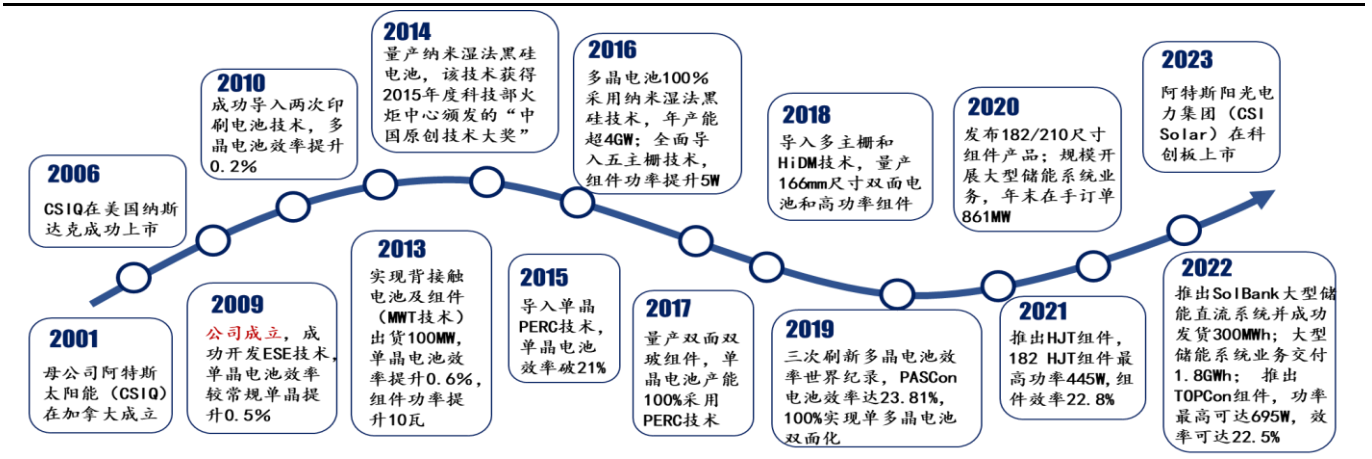 2001
母公司阿特斯
太阳能（CSIQ）
在加拿大成立
2006
CSIQ在美国纳斯
达克成功上市
2009
公司成立，成
功开发ESE技术，
单晶电池效率
较常规单晶提
升0.5%
2010
成功导入两次印
刷电池技术，多
晶电池效率提升
0.2%
2013
实现背接触
电池及组件
（MWT技术）
出货100MW，
单晶电池效
率提升0.6%，
组件功率提
升10瓦
2014
量产纳米湿法黑硅
电池，该技术获得
2015年度科技部火
炬中心颁发的“中
国原创技术大奖”
2015
导入单晶
PERC技术，
单晶电池
效率破21%
2016
多晶电池100%
采用纳米湿法黑
硅技术，年产能
超4GW；全面导
入五主栅技术，
组件功率提升5W
2017
量产双面双
玻组件，单
晶电池产能
100%采用
PERC技术
2018
导入多主栅和
HiDM技术，量产
166mm尺寸双面电
池和高功率组件
2019
三次刷新多晶电池效
率世界纪录，PASCon
电池效率达23.81%，
100%实现单多晶电池
双面化
2020
发布182/210尺寸
组件产品；规模开
展大型储能系统业
务，年末在手订单
861MW
2021
推出HJT组件，
182 HJT组件最
高功率445W,组
件效率22.8%
2022
推出SolBank大型储
能直流系统并成功
发货300MWh；大型
储能系统业务交付
1.8GWh； 推出
TOPCon组件，功率
最高可达695W，效
率可达22.5%
2023
阿特斯阳光电
力集团（CSI
Solar）在科
创板上市